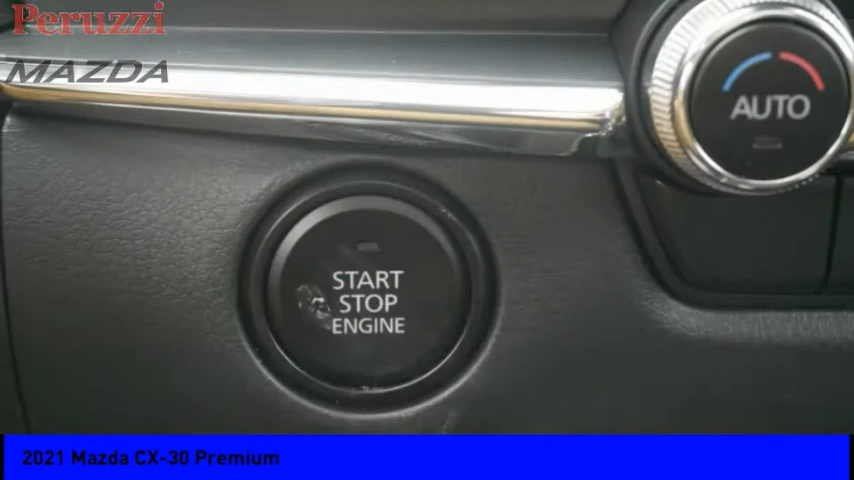 Peruzzi
MAZDA
AUTO
START
STOP
ENGINE
2021 Mazda CX-30 Premium